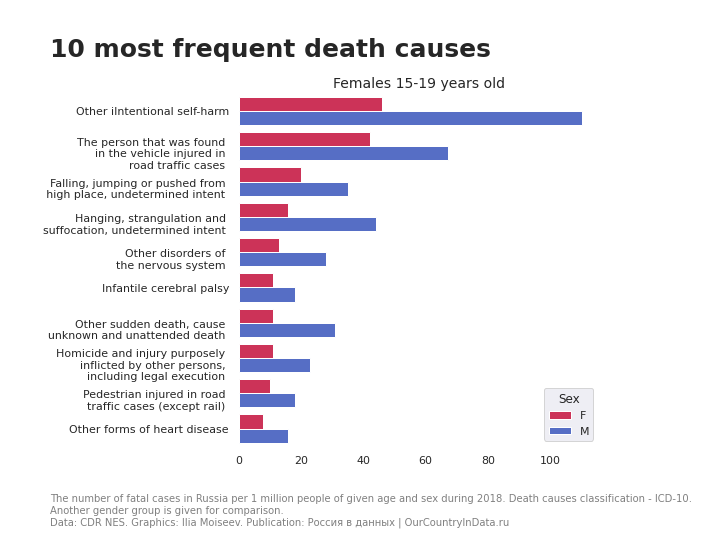 10 most frequent death causes
Females 15-19 years old
Other iIntentional self-harm
The person that was found
in the vehicle injured in
road traffic cases
Falling, jumping or pushed from
high place, undetermined intent
Hanging, strangulation and
suffocation, undetermined intent
Other disorders of
the nervous system
Infantile cerebral palsy
Other sudden death, cause
unknown and unattended death
Homicide and injury purposely
inflicted by other persons,
including legal execution
Pedestrian injured in road
traffic cases (except rail)
Other forms of heart disease
Sex
F
M
0 20 40 60 80 100
The number of fatal cases in Russia per 1 million people of given age and sex during 2018. Death causes classification - ICD-10.
Another gender group is given for comparison.
Data: CDR NES. Graphics: Ilia Moiseev. Publication: Россия в данных | OurCountryInData.ru